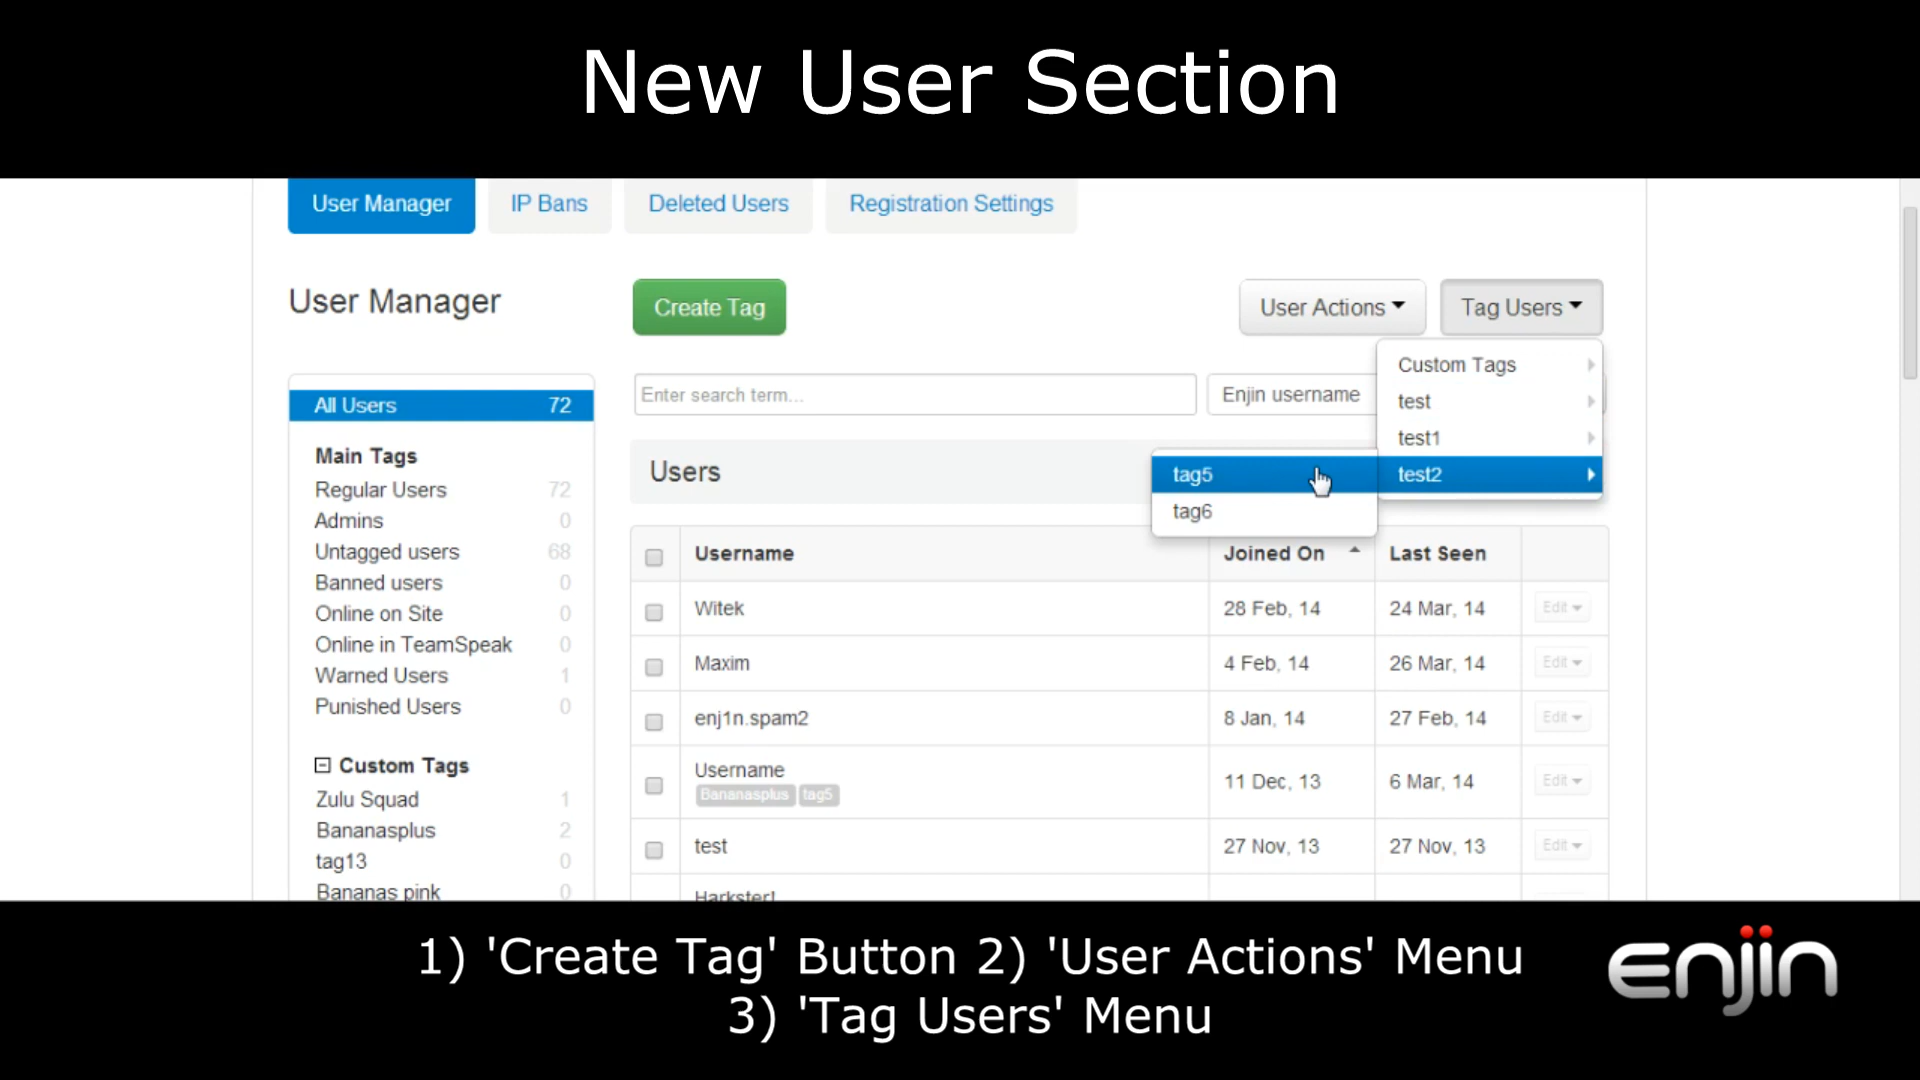 New User Section
User Manager
IP Bans
Deleted Users
Registration Settings
User Manager
Create Tag
User Actions
Tag Users
Custom Tags
test
test1
test2
tag5
tag6
Enter search term...
Enjin username
All Users 72
Main Tags
Regular Users 72
Admins 0
Untagged users 68
Banned users 0
Online on Site 0
Online in TeamSpeak 0
Warned Users 1
Punished Users 0
Custom Tags
Zulu Squad 1
Bananasplus 2
tag13 0
Bananas pink 0
Users
Username Joined On Last Seen
Witek 28 Feb, 14 24 Mar, 14 Edit
Maxim 4 Feb, 14 26 Mar, 14 Edit
enj1n.spam2 8 Jan, 14 27 Feb, 14 Edit
Username 11 Dec, 13 6 Mar, 14 Edit
Bananasplus tag5
test 27 Nov, 13 27 Nov, 13 Edit
Harkster1
1) 'Create Tag' Button 2) 'User Actions' Menu
3) 'Tag Users' Menu
enjin